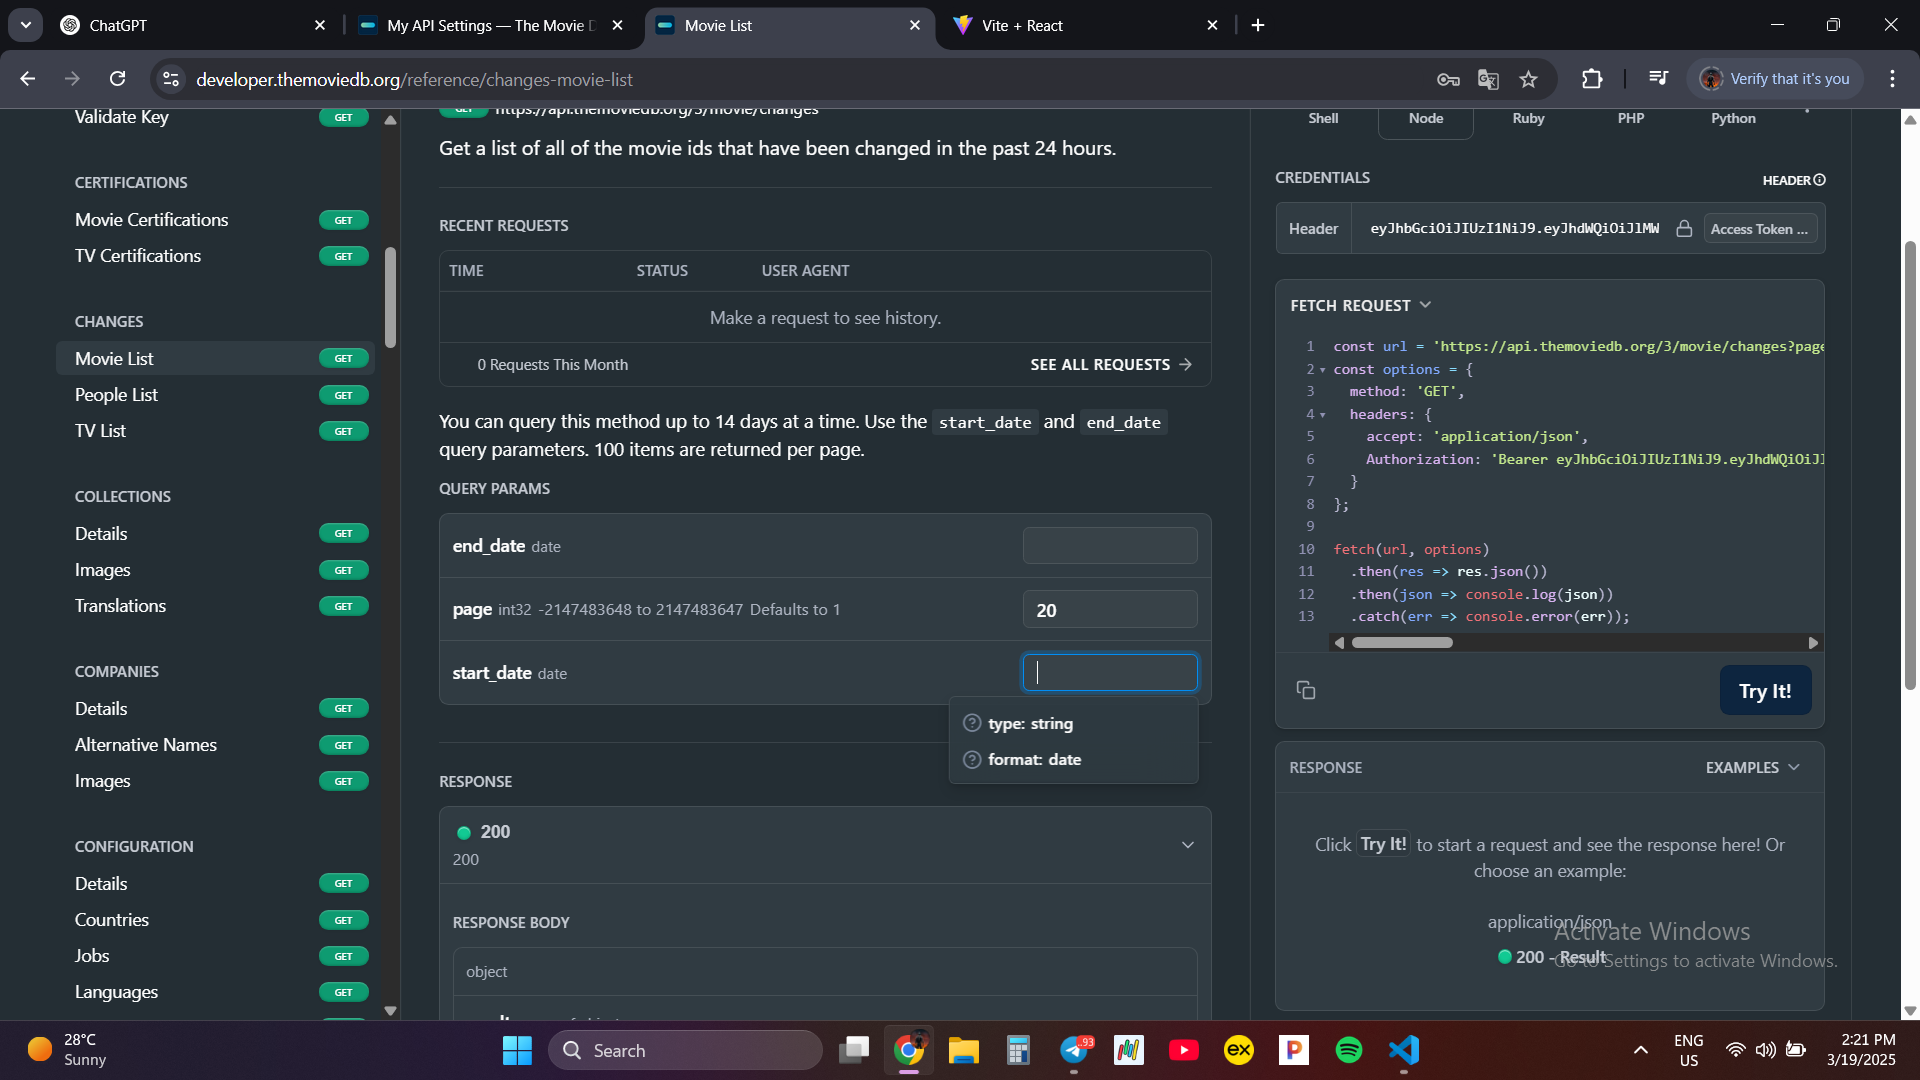 ChatGPT
My API Settings — The Movie D
Movie List
Vite + React
developer.themoviedb.org/reference/changes-movie-list
Verify that it's you
Validate Key GET
CERTIFICATIONS
Movie Certifications GET
TV Certifications GET
CHANGES
Movie List GET
People List GET
TV List GET
COLLECTIONS
Details GET
Images GET
Translations GET
COMPANIES
Details GET
Alternative Names GET
Images GET
CONFIGURATION
Details GET
Countries GET
Jobs GET
Languages GET
GET https://api.themoviedb.org/3/movie/changes
Get a list of all of the movie ids that have been changed in the past 24 hours.
RECENT REQUESTS
TIME STATUS USER AGENT
Make a request to see history.
0 Requests This Month SEE ALL REQUESTS →
You can query this method up to 14 days at a time. Use the start_date and end_date
query parameters. 100 items are returned per page.
QUERY PARAMS
end_date date
page int32 -2147483648 to 2147483647 Defaults to 1 20
start_date date
type: string
format: date
RESPONSE
200
200
RESPONSE BODY
object
Shell Node Ruby PHP Python
CREDENTIALS HEADER
Header eyJhbGciOiJIUzI1NiJ9.eyJhdWQiOiJlMW Access Token ...
FETCH REQUEST
1 const url = 'https://api.themoviedb.org/3/movie/changes?page
2 const options = {
3 method: 'GET',
4 headers: {
5 accept: 'application/json',
6 Authorization: 'Bearer eyJhbGciOiJIUzI1NiJ9.eyJhdWQiOiJl
7 }
8 };
9
10 fetch(url, options)
11 .then(res => res.json())
12 .then(json => console.log(json))
13 .catch(err => console.error(err));
Try It!
RESPONSE EXAMPLES
Click Try It! to start a request and see the response here! Or
choose an example:
application/json
200 - Result
Activate Windows
Go to Settings to activate Windows.
28°C
Sunny
Search
.93
ex
P
ENG
US
2:21 PM
3/19/2025